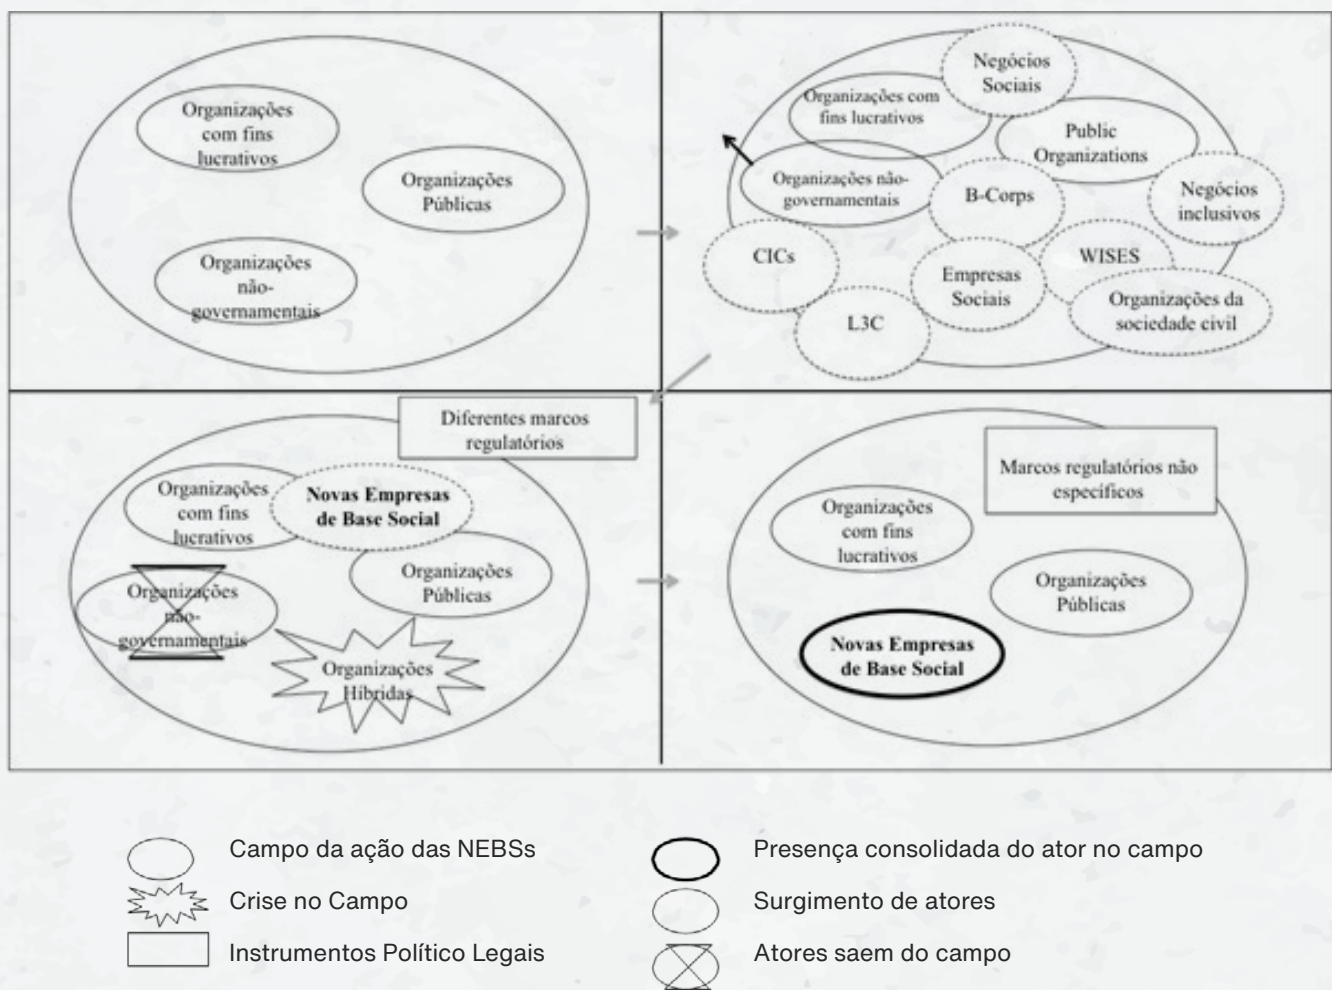 Organizações
com fins
lucrativos
Organizações
Públicas
Organizações
não-
governamentais
Negócios
Sociais
Organizações com
fins lucrativos
Public
Organizations
Organizações não-
governamentais
B-Corps
Negócios
inclusivos
CICs
Empresas
Sociais
WISES
L3C
Organizações da
sociedade civil
Diferentes marcos
regulatórios
Organizações
com fins
lucrativos
Novas Empresas
de Base Social
Organizações
Públicas
Organizações
não-
governamentais
Organizações
Híbridas
Marcos regulatórios não
específicos
Organizações
com fins
lucrativos
Organizações
Públicas
Novas Empresas
de Base Social
Campo da ação das NEBSs
Crise no Campo
Instrumentos Político Legais
Presença consolidada do ator no campo
Surgimento de atores
Atores saem do campo